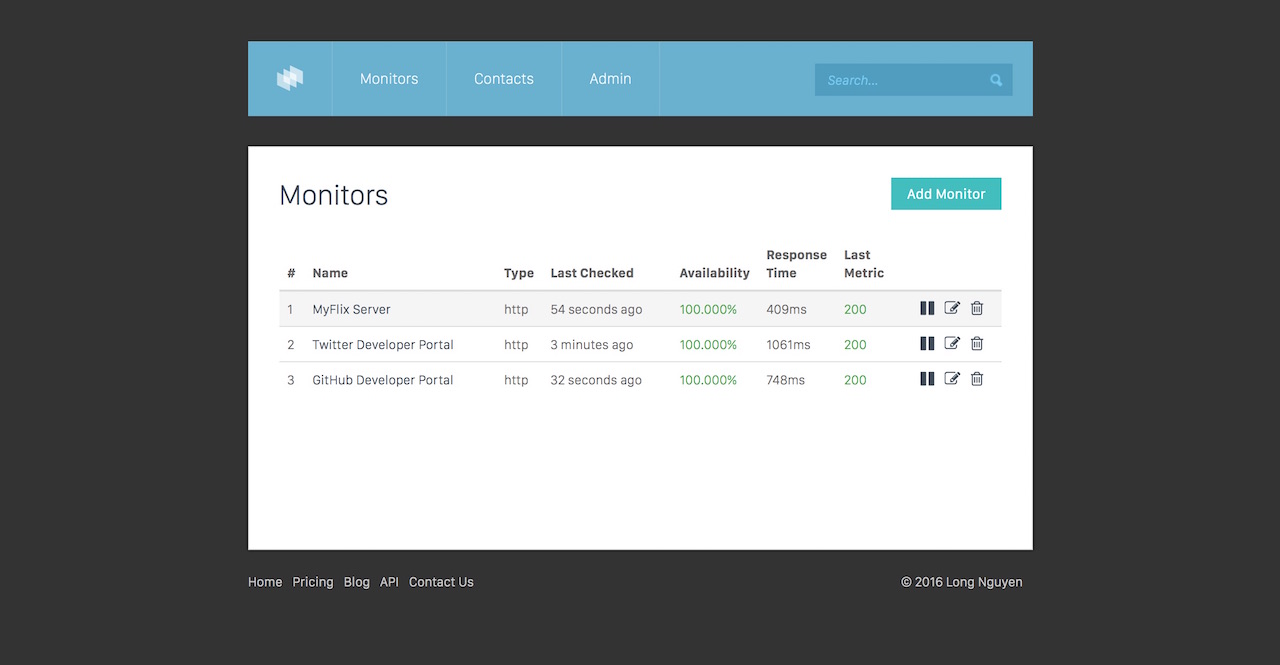 Monitors Contacts Admin Search...
Monitors Add Monitor
# Name Type Last Checked Availability Response Time Last Metric
1 MyFlix Server http 54 seconds ago 100.000% 409ms 200
2 Twitter Developer Portal http 3 minutes ago 100.000% 1061ms 200
3 GitHub Developer Portal http 32 seconds ago 100.000% 748ms 200
Home Pricing Blog API Contact Us © 2016 Long Nguyen